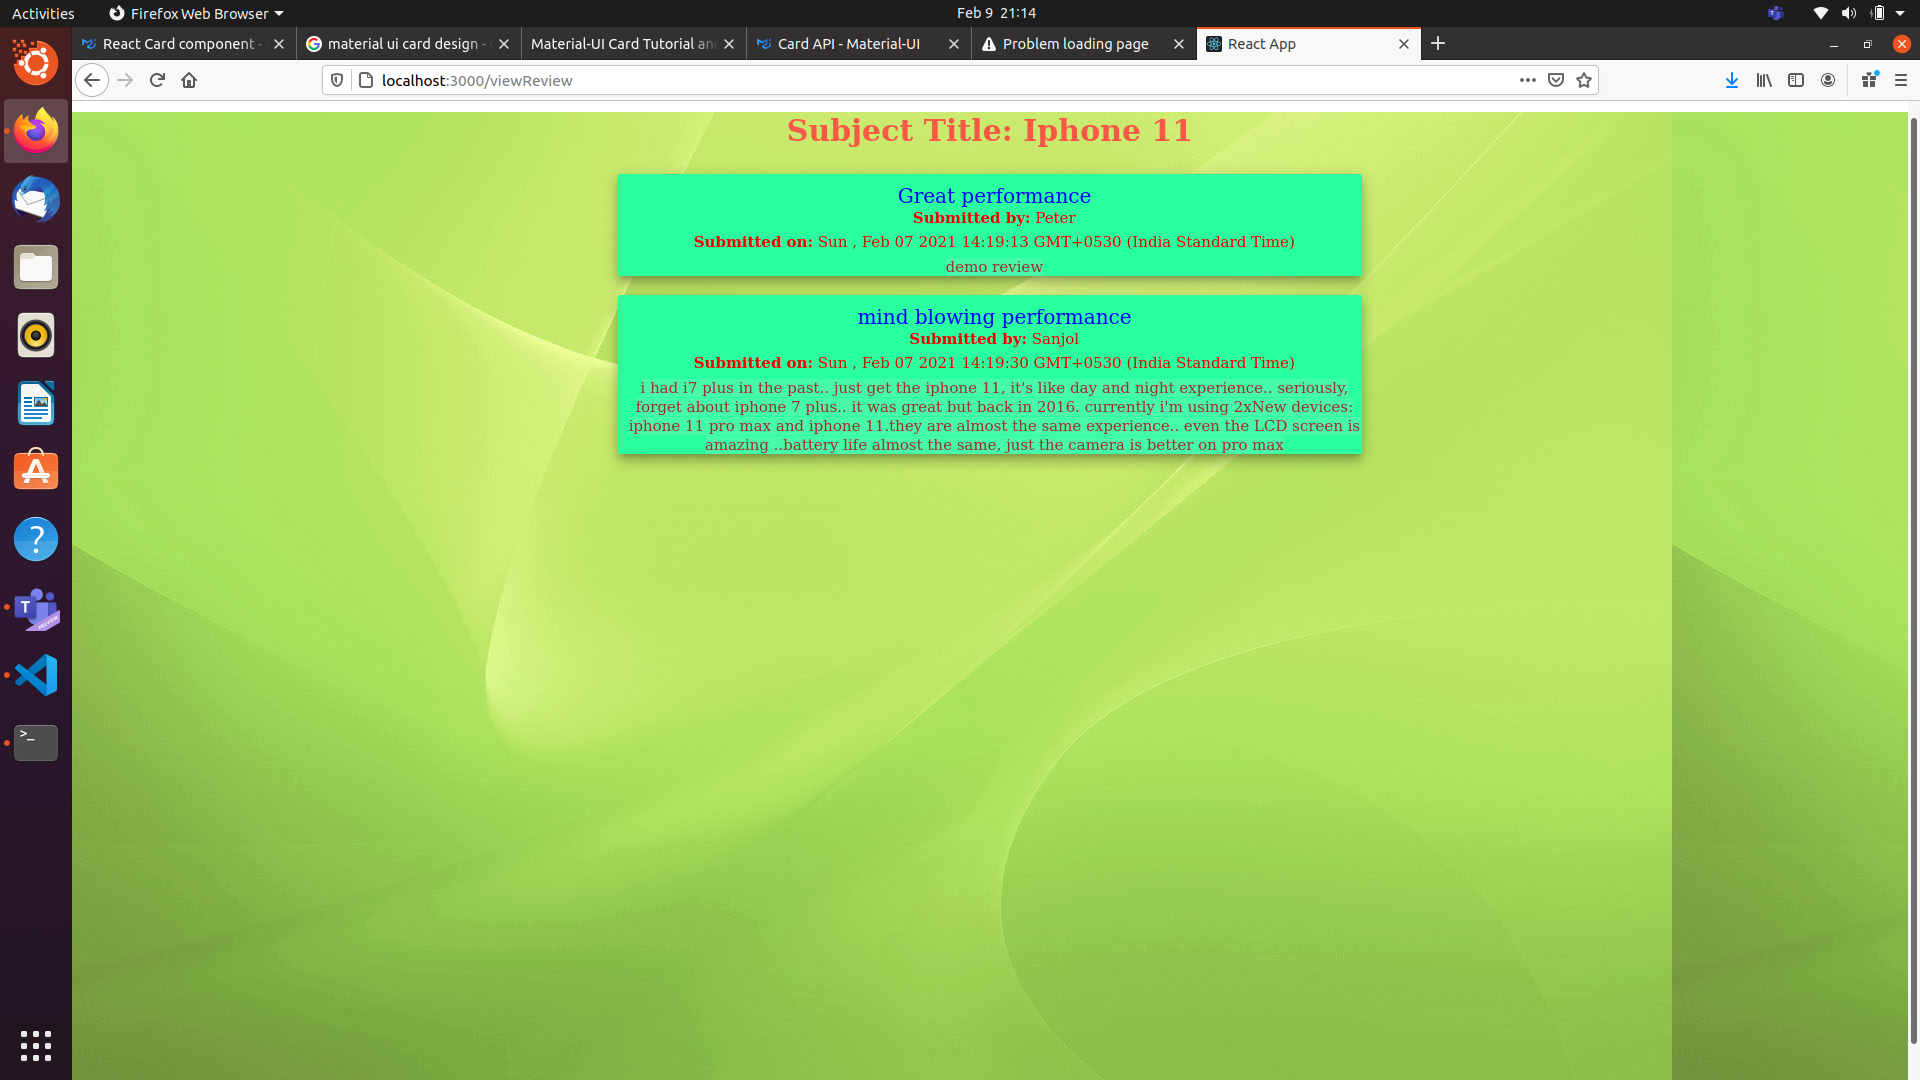 Activities
Firefox Web Browser
Feb 9 21:14
React Card component -
material ui card design -
Material-UI Card Tutorial an
Card API - Material-UI
Problem loading page
React App
localhost:3000/viewReview
Subject Title: Iphone 11
Great performance
Submitted by: Peter
Submitted on: Sun , Feb 07 2021 14:19:13 GMT+0530 (India Standard Time)
demo review
mind blowing performance
Submitted by: Sanjol
Submitted on: Sun , Feb 07 2021 14:19:30 GMT+0530 (India Standard Time)
i had i7 plus in the past.. just get the iphone 11, it's like day and night experience.. seriously,
forget about iphone 7 plus.. it was great but back in 2016. currently i'm using 2xNew devices:
iphone 11 pro max and iphone 11.they are almost the same experience.. even the LCD screen is
amazing ..battery life almost the same, just the camera is better on pro max
T
PREVIEW
>_